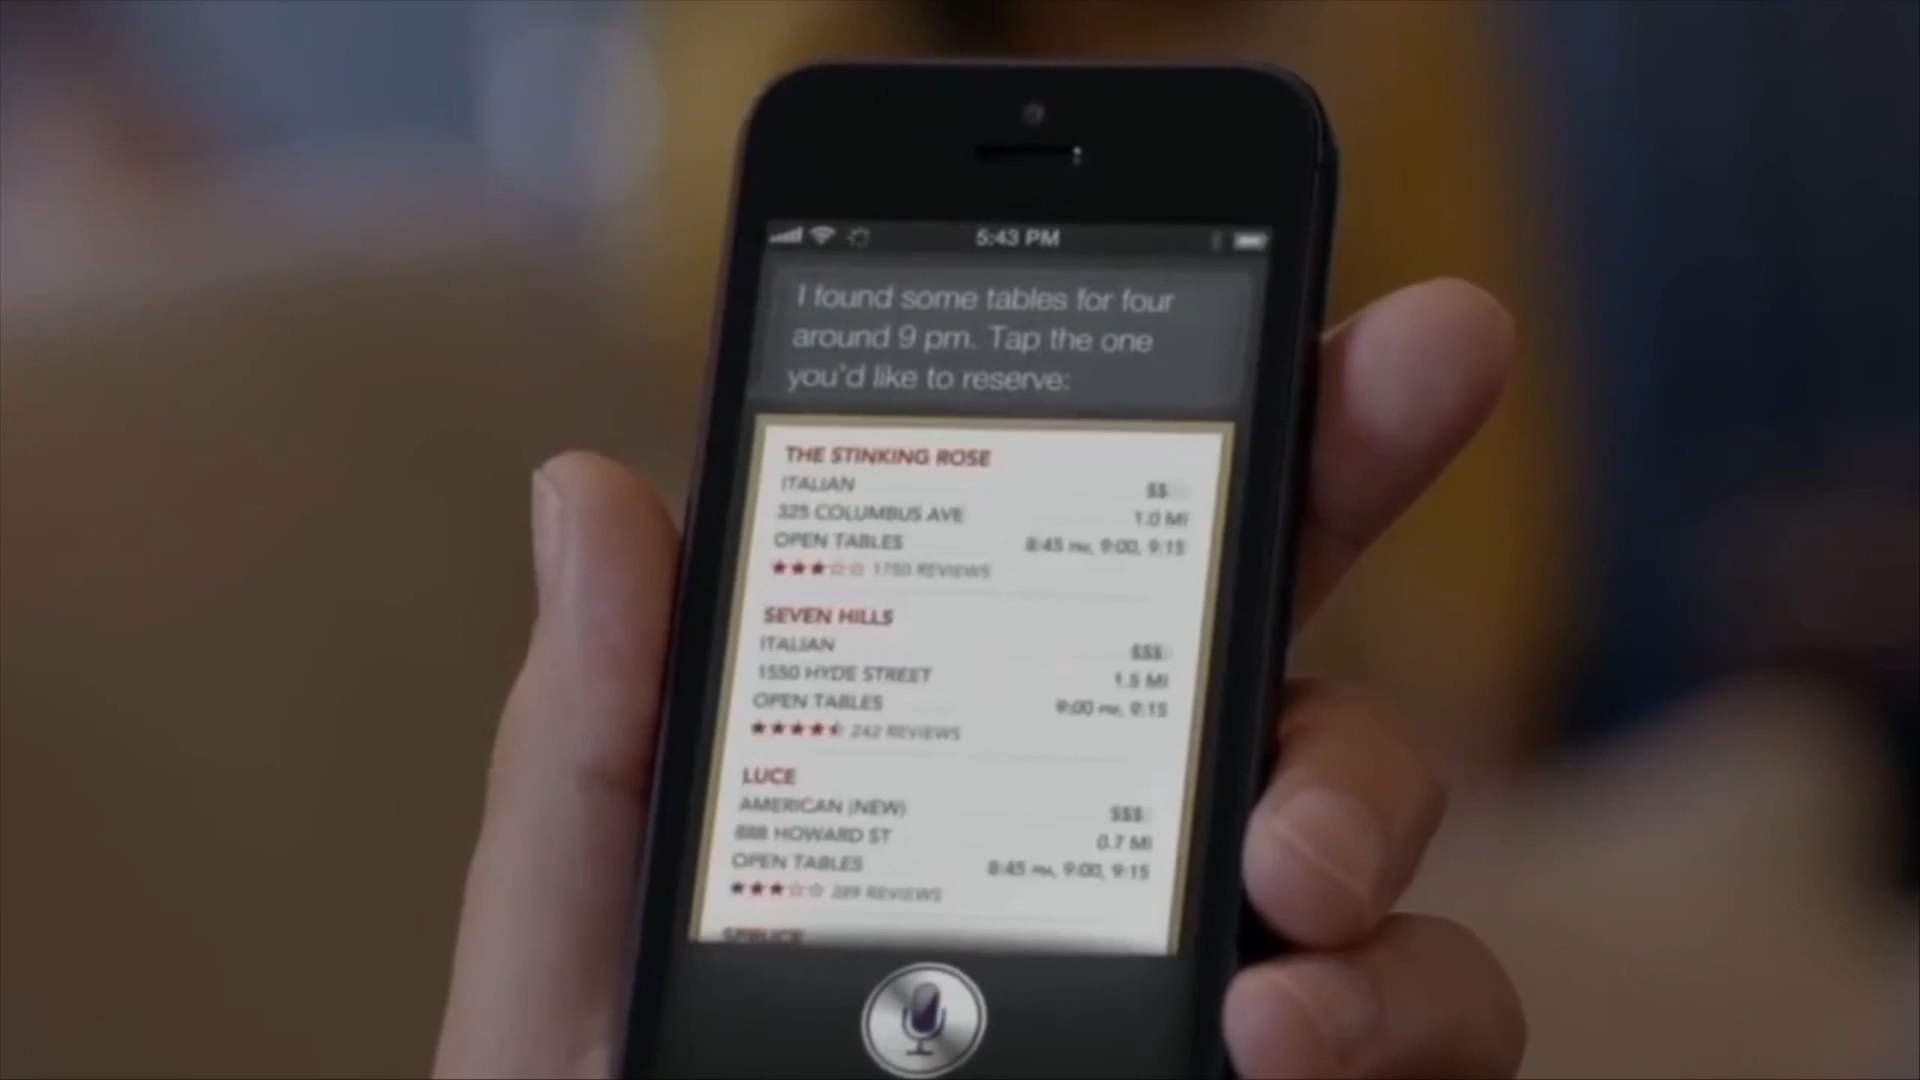 5:43 PM
I found some tables for four
around 9 pm. Tap the one
you'd like to reserve:
THE STINKING ROSE
ITALIAN $$
325 COLUMBUS AVE 1.0 MI
OPEN TABLES 8:45 PM, 9:00, 9:15
1750 REVIEWS
SEVEN HILLS
ITALIAN $$$
1550 HYDE STREET 1.5 MI
OPEN TABLES 9:00 PM, 9:15
242 REVIEWS
LUCE
AMERICAN (NEW) $$$
888 HOWARD ST 0.7 MI
OPEN TABLES 8:45 PM, 9:00, 9:15
REVIEWS
SPRUCE